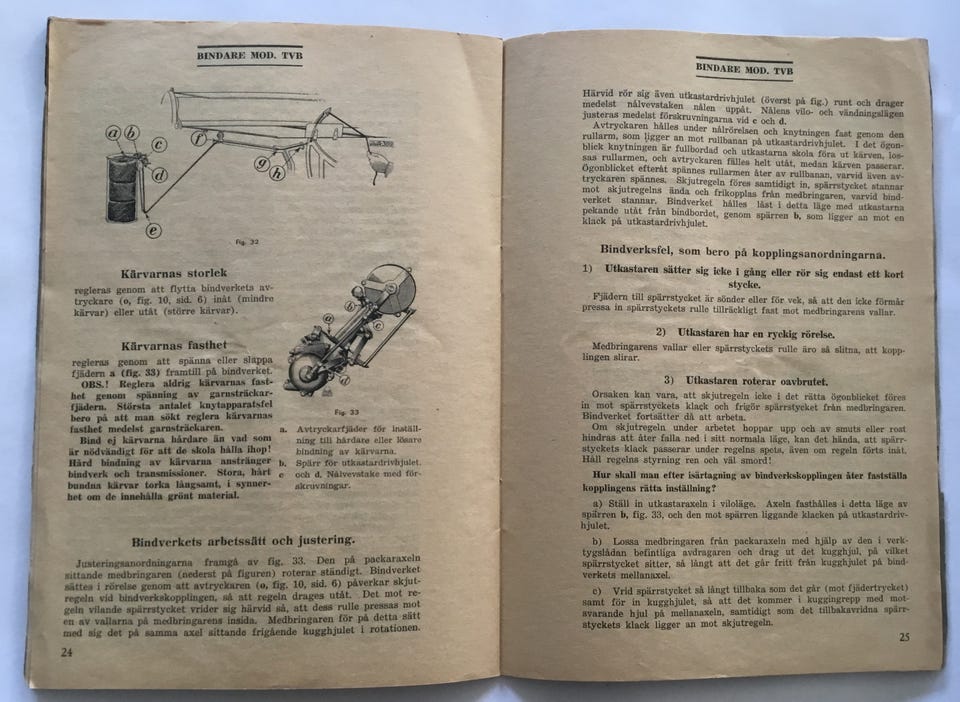 BINDARE MOD. TVB
a
b
c
d
e
f
g
h
Fig. 32
Kärvarnas storlek
regleras genom att flytta bindverkets av-
tryckare (o, fig. 10, sid. 6) inåt (mindre
kärvar) eller utåt (större kärvar).
Kärvarnas fasthet
regleras genom att spänna eller släppa
fjädern a (fig. 33) framtill på bindverket.
OBS.! Reglera aldrig kärvarnas fast-
het genom spänning av garnsträckar-
fjädern. Största antalet knytapparatsfel
bero på att man sökt reglera kärvarnas
fasthet medelst garnsträckaren.
Bind ej kärvarna hårdare än vad som
är nödvändigt för att de skola hålla ihop!
Hård bindning av kärvarna anstränger
bindverk och transmissioner. Stora, hårt
bundna kärvar torka långsamt, i synner-
het om de innehålla grönt material.
a
b
c
d
Fig. 33
a. Avtryckarfjäder för inställ-
ning till hårdare eller lösare
bindning av kärvarna.
b. Spärr för utkastardrivhjulet.
c och d. Nålvevstake med för-
skruvningar.
Bindverkets arbetssätt och justering.
Justeringsanordningarna framgå av fig. 33. Den på packaraxeln
sittande medbringaren (nederst på figuren) roterar ständigt. Bindverket
sättes i rörelse genom att avtryckaren (o, fig. 10, sid. 6) påverkar skjut-
regeln vid bindverkskopplingen, så att regeln drages utåt. Det mot re-
geln vilande spärrstycket vrider sig härvid så, att dess rulle pressas mot
en av vallarna på medbringarens insida. Medbringaren för på detta sätt
med sig det på samma axel sittande frigående kugghjulet i rotationen.
24
BINDARE MOD. TVB
Härvid rör sig även utkastardrivhjulet (överst på fig.) runt och drager
medelst nålvevstaken nålen uppåt. Nålens vilo- och vändningslägen
justeras medelst förskruvningarna vid c och d.
Avtryckaren hålles under nålrörelsen och knytningen fast genom den
rullarm, som ligger an mot rullbanan på utkastardrivhjulet. I det ögon-
blick knytningen är fullbordad och utkastarna skola föra ut kärven, los-
sas rullarmen, och avtryckaren fälles helt utåt, medan kärven passerar.
Ögonblicket efteråt spännes rullarmen åter av rullbanan, varvid även av-
tryckaren spännes. Skjutregeln föres samtidigt in, spärrstycket stannar
mot skjutregelns ända och frikopplas från medbringaren, varvid bind-
verket stannar. Bindverket hålles låst i detta läge med utkastarna
pekande utåt från bindbordet, genom spärren b, som ligger an mot en
klack på utkastardrivhjulet.
Bindverksfel, som bero på kopplingsanordningarna.
1) Utkastaren sätter sig icke i gång eller rör sig endast ett kort
stycke.
Fjädern till spärrstycket är sönder eller för vek, så att den icke förmår
pressa in spärrstyckets rulle tillräckligt fast mot medbringarens vallar.
2) Utkastaren har en ryckig rörelse.
Medbringarens vallar eller spärrstyckets rulle äro så slitna, att kopp-
lingen slirar.
3) Utkastaren roterar oavbrutet.
Orsaken kan vara, att skjutregeln icke i det rätta ögonblicket föres
in mot spärrstyckets klack och frigör spärrstycket från medbringaren.
Bindverket fortsätter då att arbeta.
Om skjutregeln under arbetet hoppar upp och av smuts eller rost
hindras att åter falla ned i sitt normala läge, kan det hända, att spärr-
styckets klack passerar under regelns spets, även om regeln förts inåt.
Håll regelns styrning ren och väl smord!
Hur skall man efter isärtagning av bindverkskopplingen åter fastställa
kopplingens rätta inställning?
a) Ställ in utkastaraxeln i viloläge. Axeln fasthålles i detta läge av
spärren b, fig. 33, och den mot spärren liggande klacken på utkastardriv-
hjulet.
b) Lossa medbringaren från packaraxeln med hjälp av den i verk-
tygslådan befintliga avdragaren och drag ut det kugghjul, på vilket
spärrstycket sitter, så långt att det går fritt från kugghjulet på bind-
verkets mellanaxel.
c) Vrid spärrstycket så långt tillbaka som det går (mot fjädertrycket)
samt för in kugghjulet, så att det kommer i kuggingrepp med mot-
svarande hjul på mellanaxeln, samtidigt som det tillbakavridna spärr-
styckets klack ligger an mot skjutregeln.
25